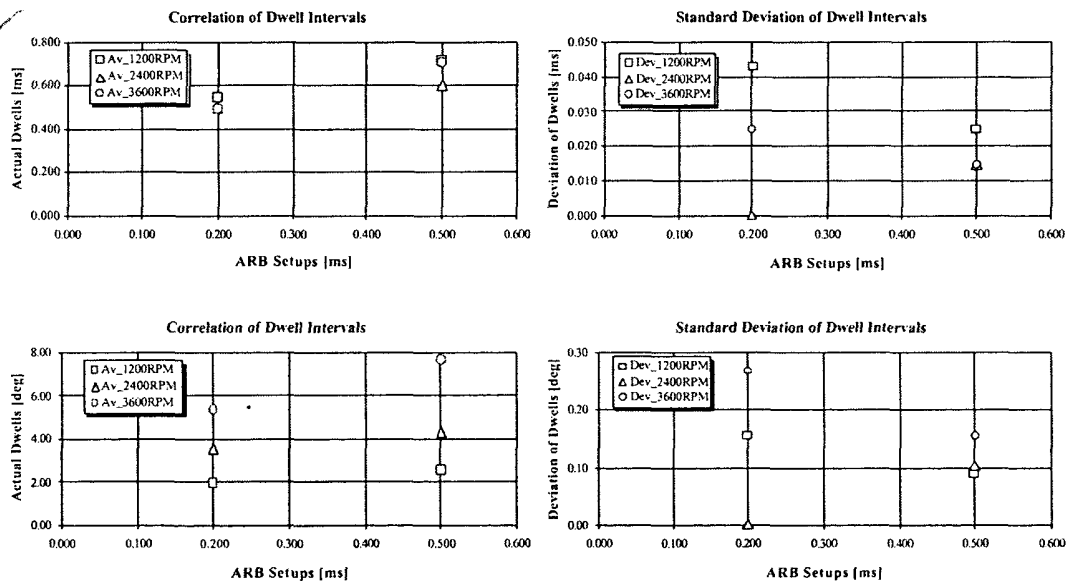 Correlation of Dwell Intervals
Actual Dwells [ms]
0.800
0.600
0.400
0.200
0.000
Av_1200RPM
Av_2400RPM
Av_3600RPM
0.000 0.100 0.200 0.300 0.400 0.500 0.600
ARB Setups [ms]
Standard Deviation of Dwell Intervals
Deviation of Dwells [ms]
0.050
0.040
0.030
0.020
0.010
0.000
Dev_1200RPM
Dev_2400RPM
Dev_3600RPM
0.000 0.100 0.200 0.300 0.400 0.500 0.600
ARB Setups [ms]
Correlation of Dwell Intervals
Actual Dwells [deg]
8.00
6.00
4.00
2.00
0.00
Av_1200RPM
Av_2400RPM
Av_3600RPM
0.000 0.100 0.200 0.300 0.400 0.500 0.600
ARB Setups [ms]
Standard Deviation of Dwell Intervals
Deviation of Dwells [deg]
0.30
0.20
0.10
0.00
Dev_1200RPM
Dev_2400RPM
Dev_3600RPM
0.000 0.100 0.200 0.300 0.400 0.500 0.600
ARB Setups [ms]